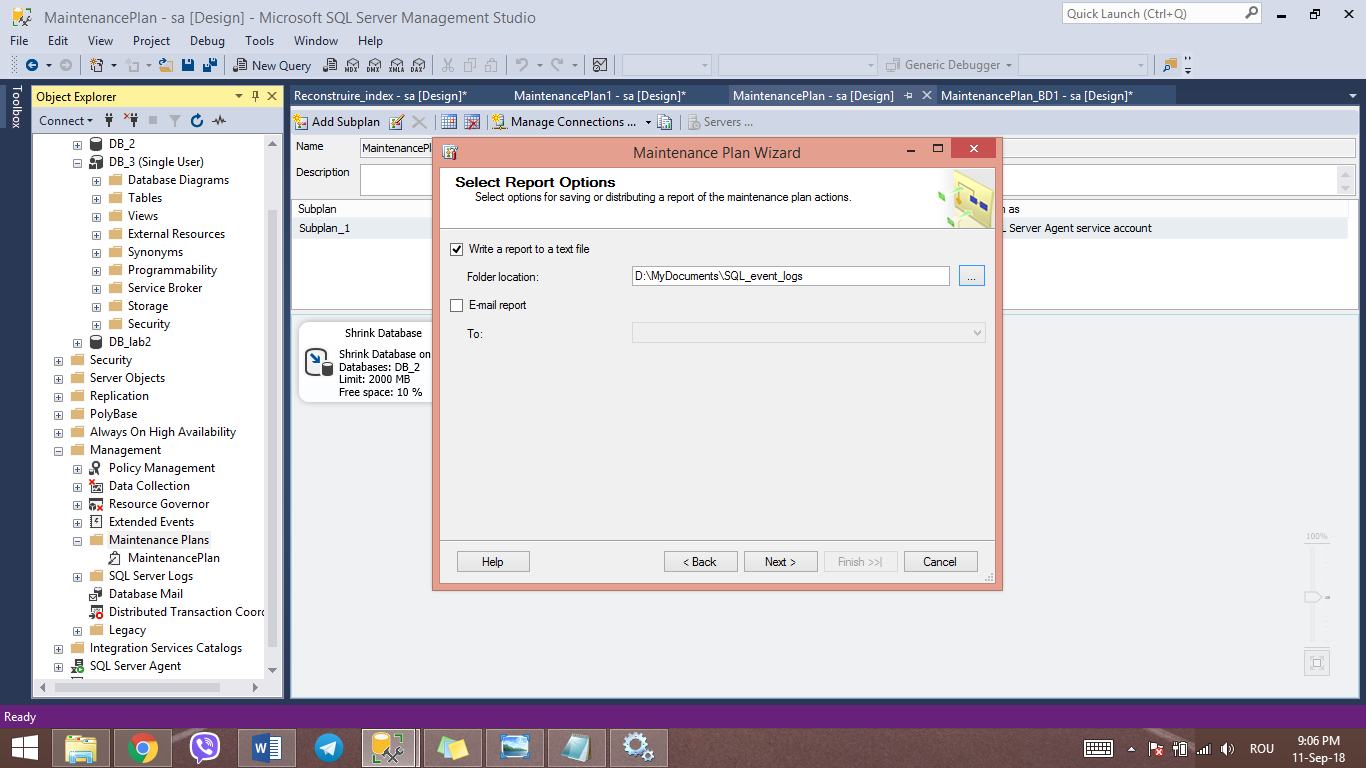 MaintenancePlan - sa [Design] - Microsoft SQL Server Management Studio
Quick Launch (Ctrl+Q)
File Edit View Project Debug Tools Window Help
New Query
MDX DMX XMLA DAX
Generic Debugger
Toolbox
Object Explorer
Reconstruire_index - sa [Design]* MaintenancePlan1 - sa [Design]* MaintenancePlan - sa [Design] MaintenancePlan_BD1 - sa [Design]*
Connect
Add Subplan Manage Connections ... Servers ...
DB_2
DB_3 (Single User)
Database Diagrams
Tables
Views
External Resources
Synonyms
Programmability
Service Broker
Storage
Security
DB_lab2
Security
Server Objects
Replication
PolyBase
Always On High Availability
Management
Policy Management
Data Collection
Resource Governor
Extended Events
Maintenance Plans
MaintenancePlan
SQL Server Logs
Database Mail
Distributed Transaction Coord
Legacy
Integration Services Catalogs
SQL Server Agent
Name MaintenancePl
Description
Subplan
as
Subplan_1
Server Agent service account
Shrink Database
Shrink Database on
Databases: DB_2
Limit: 2000 MB
Free space: 10 %
Maintenance Plan Wizard
Select Report Options
Select options for saving or distributing a report of the maintenance plan actions.
Write a report to a text file
Folder location: D:\MyDocuments\SQL_event_logs ...
E-mail report
To:
Help < Back Next > Finish >>| Cancel
100%
Ready
ROU
9:06 PM
11-Sep-18